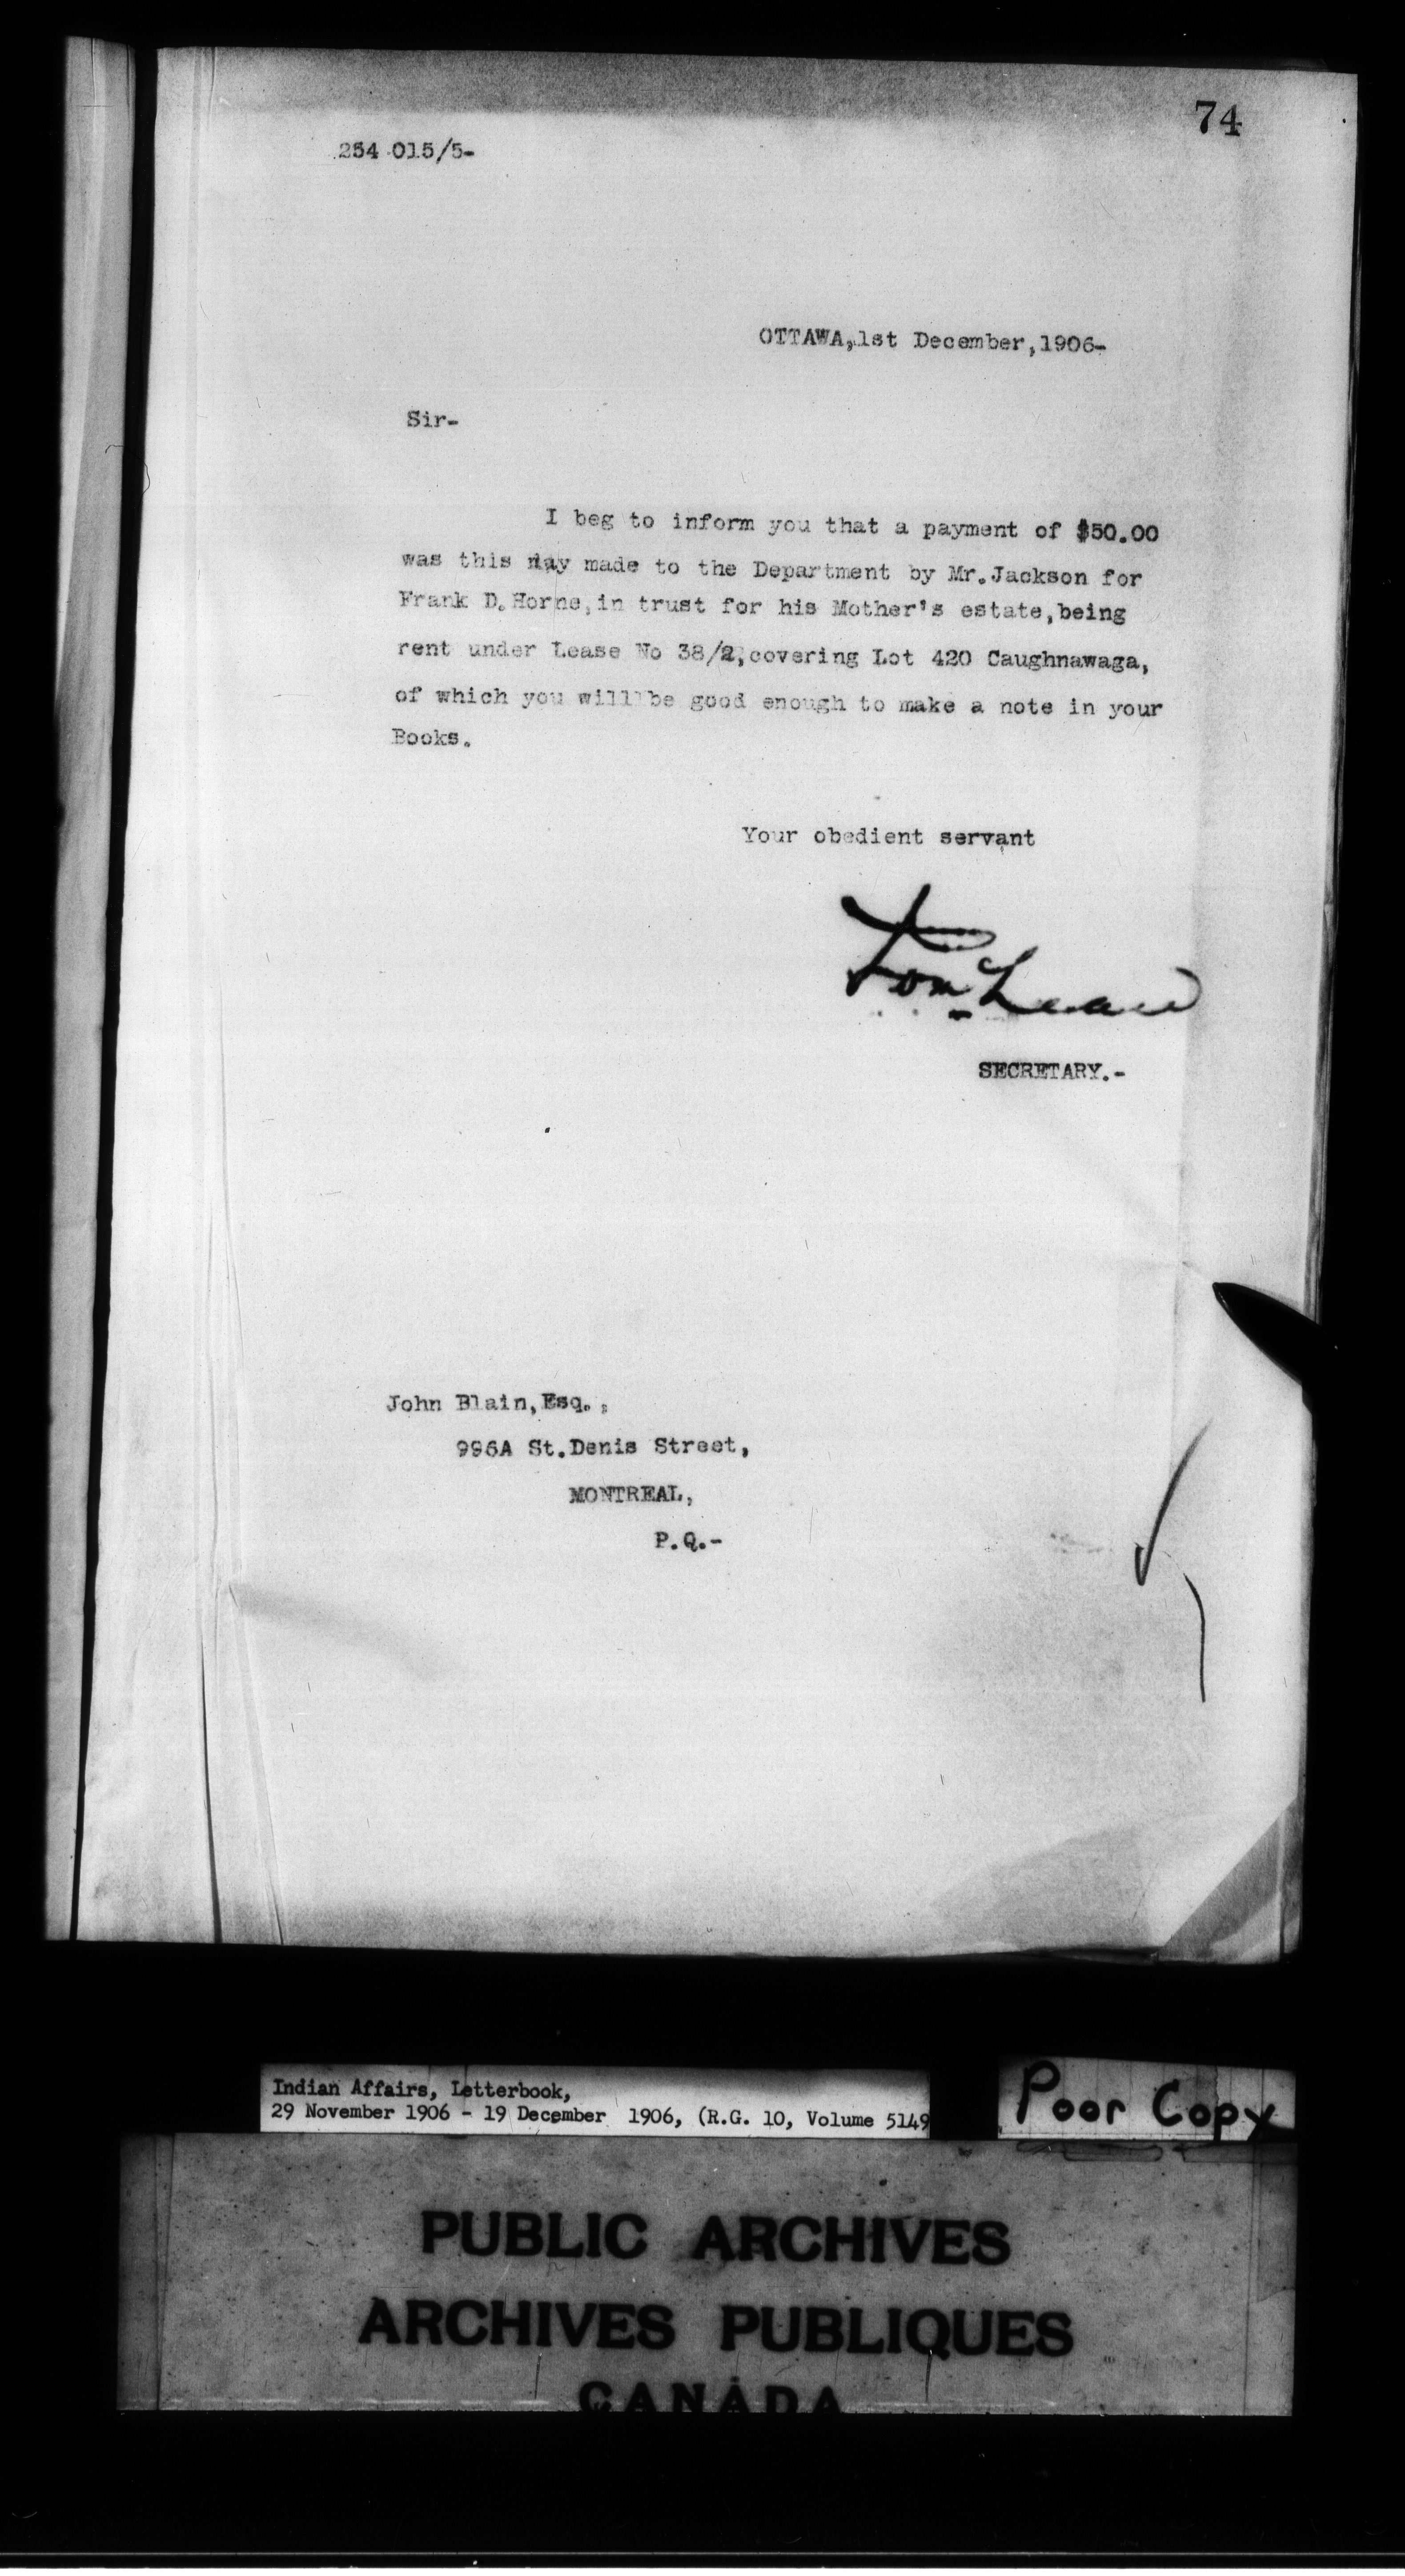 74
254 015/5-
OTTAWA, 1st December, 1906-
Sir-
I beg to inform you that a payment of $50.00
was this day made to the Department by Mr. Jackson for
Frank D. Horne, in trust for his Mother's estate, being
rent under Lease No 38/2, covering Lot 420 Caughnawaga,
of which you will be good enough to make a note in your
Books.
Your obedient servant
SECRETARY.-
John Blain, Esq.,
996A St. Denis Street,
MONTREAL,
P.Q.-
Indian Affairs, Letterbook,
29 November 1906 - 19 December 1906, (R.G. 10, Volume 5149
Poor Copy
PUBLIC ARCHIVES
ARCHIVES PUBLIQUES
CANADA